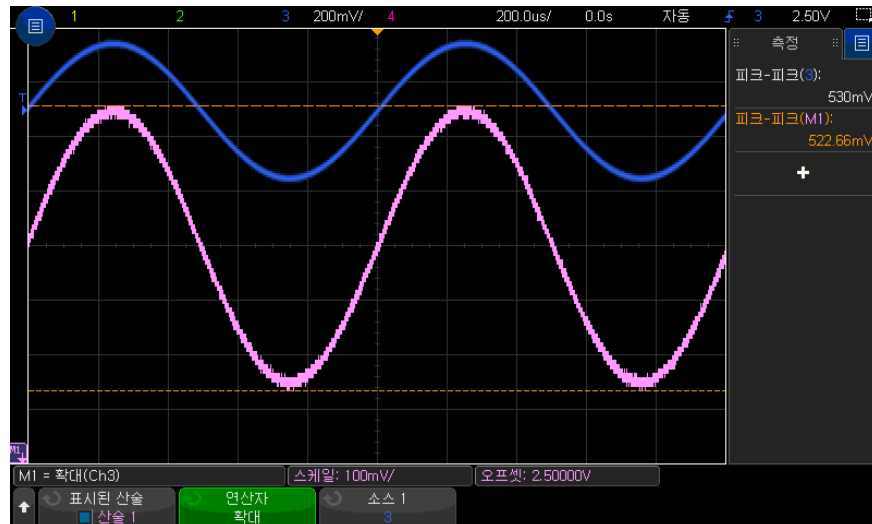 1 2 3 200mV/ 4 200.0us/ 0.0s 자동 3 2.50V
측정
T
피크-피크(3):
530mV
피크-피크(M1):
522.66mV
+
M1
M1 = 확대(Ch3) 스케일: 100mV/ 오프셋: 2.50000V
표시된 산술 연산자 소스 1
산술 1 확대 3